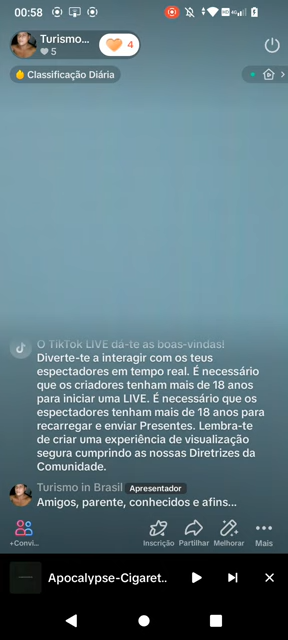 00:58
Turismo...
5
4
Classificação Diária
O TikTok LIVE dá-te as boas-vindas!
Diverte-te a interagir com os teus
espectadores em tempo real. É necessário
que os criadores tenham mais de 18 anos
para iniciar uma LIVE. É necessário que os
espectadores tenham mais de 18 anos para
recarregar e enviar Presentes. Lembra-te
de criar uma experiência de visualização
segura cumprindo as nossas Diretrizes da
Comunidade.
Turismo in Brasil Apresentador
Amigos, parente, conhecidos e afins...
+Convi... Inscrição Partilhar Melhorar Mais
Apocalypse-Cigaret..